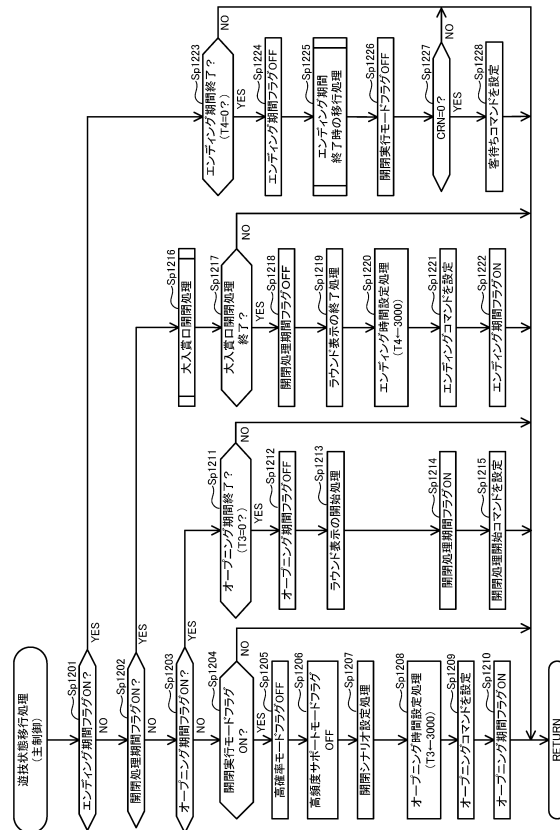 遊技状態移行処理
(主制御)
Sp1201
エンディング期間フラグON?
YES
NO
Sp1202
開閉処理期間フラグON?
YES
NO
Sp1203
オープニング期間フラグON?
YES
NO
Sp1204
開閉実行モードフラグ
ON?
NO
YES
Sp1205
高確率モードフラグOFF
Sp1206
高頻度サポートモードフラグ
OFF
Sp1207
開閉シナリオ設定処理
Sp1208
オープニング時間設定処理
(T3←3000)
Sp1209
オープニングコマンドを設定
Sp1210
オープニング期間フラグON
RETURN
Sp1211
オープニング期間終了?
(T3=0?)
NO
YES
Sp1212
オープニング期間フラグOFF
Sp1213
ラウンド表示の開始処理
Sp1214
開閉処理期間フラグON
Sp1215
開閉処理開始コマンドを設定
Sp1216
大入賞口開閉処理
Sp1217
大入賞口開閉処理
終了?
NO
YES
Sp1218
開閉処理期間フラグOFF
Sp1219
ラウンド表示の終了処理
Sp1220
エンディング時間設定処理
(T4←3000)
Sp1221
エンディングコマンドを設定
Sp1222
エンディング期間フラグON
Sp1223
エンディング期間終了?
(T4=0?)
NO
YES
Sp1224
エンディング期間フラグOFF
Sp1225
エンディング期間
終了時の移行処理
Sp1226
開閉実行モードフラグOFF
Sp1227
CRN=0?
NO
YES
Sp1228
客待ちコマンドを設定